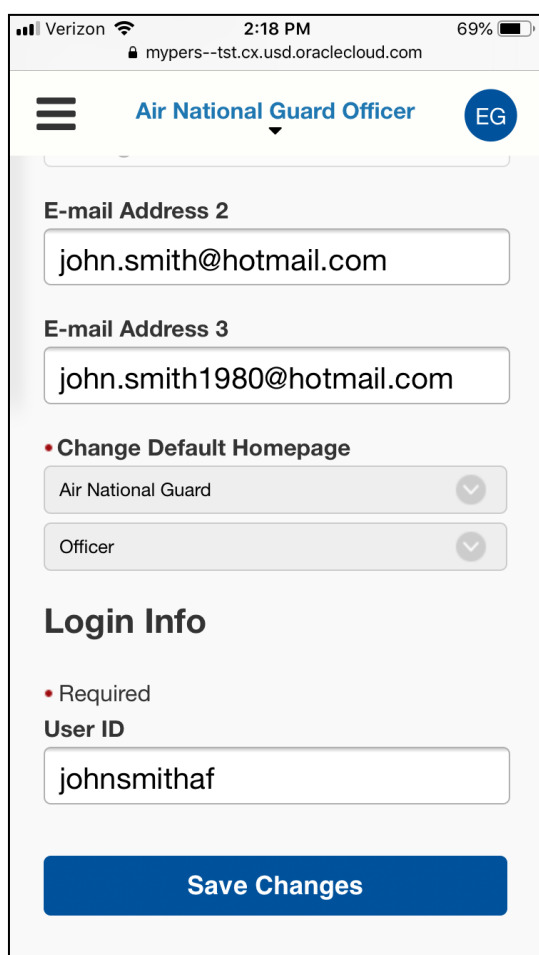 Verizon 2:18 PM 69%
mypers--tst.cx.usd.oraclecloud.com
Air National Guard Officer EG
E-mail Address 2
john.smith@hotmail.com
E-mail Address 3
john.smith1980@hotmail.com
• Change Default Homepage
Air National Guard
Officer
Login Info
• Required
User ID
johnsmithaf
Save Changes